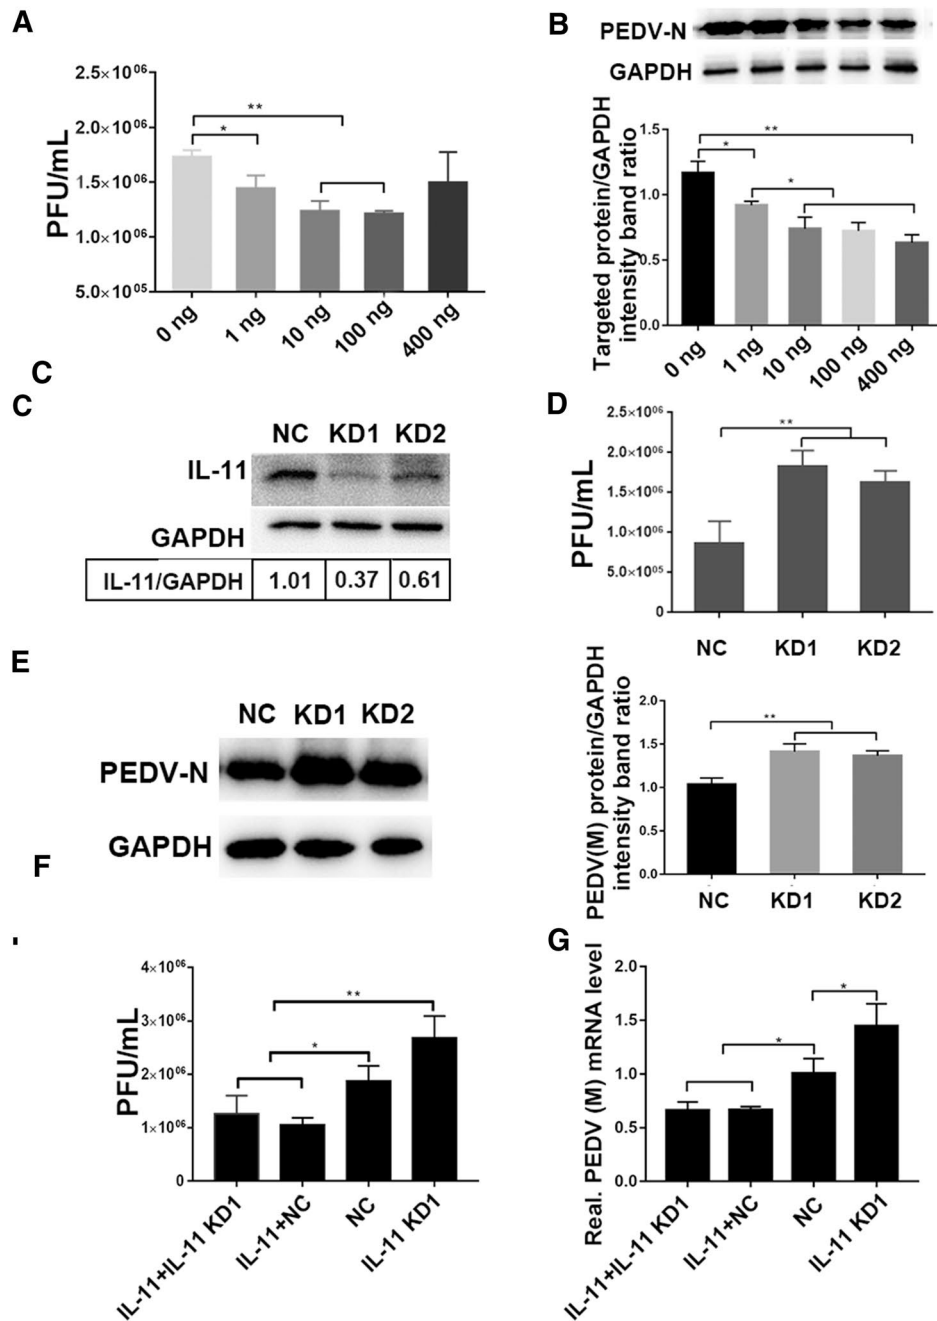 A
2.5×10⁰⁶
2.0×10⁰⁶
1.5×10⁰⁶
1.0×10⁰⁶
5.0×10⁰⁵
PFU/mL
**
*
0 ng
1 ng
10 ng
100 ng
400 ng
B
PEDV-N
GAPDH
Targeted protein/GAPDH
intensity band ratio
1.5
1.0
0.5
0.0
**
*
*
0 ng
1 ng
10 ng
100 ng
400 ng
C
C
NC KD1 KD2
IL-11
GAPDH
IL-11/GAPDH 1.01 0.37 0.61
D
PFU/mL
2.5×10⁰⁶
2.0×10⁰⁶
1.5×10⁰⁶
1.0×10⁰⁶
5.0×10⁰⁵
0
**
NC KD1 KD2
E
NC KD1 KD2
PEDV-N
GAPDH
PEDV(M) protein/GAPDH
intensity band ratio
2.0
1.5
1.0
0.5
0.0
**
NC KD1 KD2
F
PFU/mL
4×10⁰⁶
3×10⁰⁶
2×10⁰⁶
1×10⁰⁶
0
**
*
IL-11+IL-11 KD1
IL-11+NC
NC
IL-11 KD1
G
Real. PEDV (M) mRNA level
2.0
1.5
1.0
0.5
0.0
*
*
IL-11+IL-11 KD1
IL-11+NC
NC
IL-11 KD1